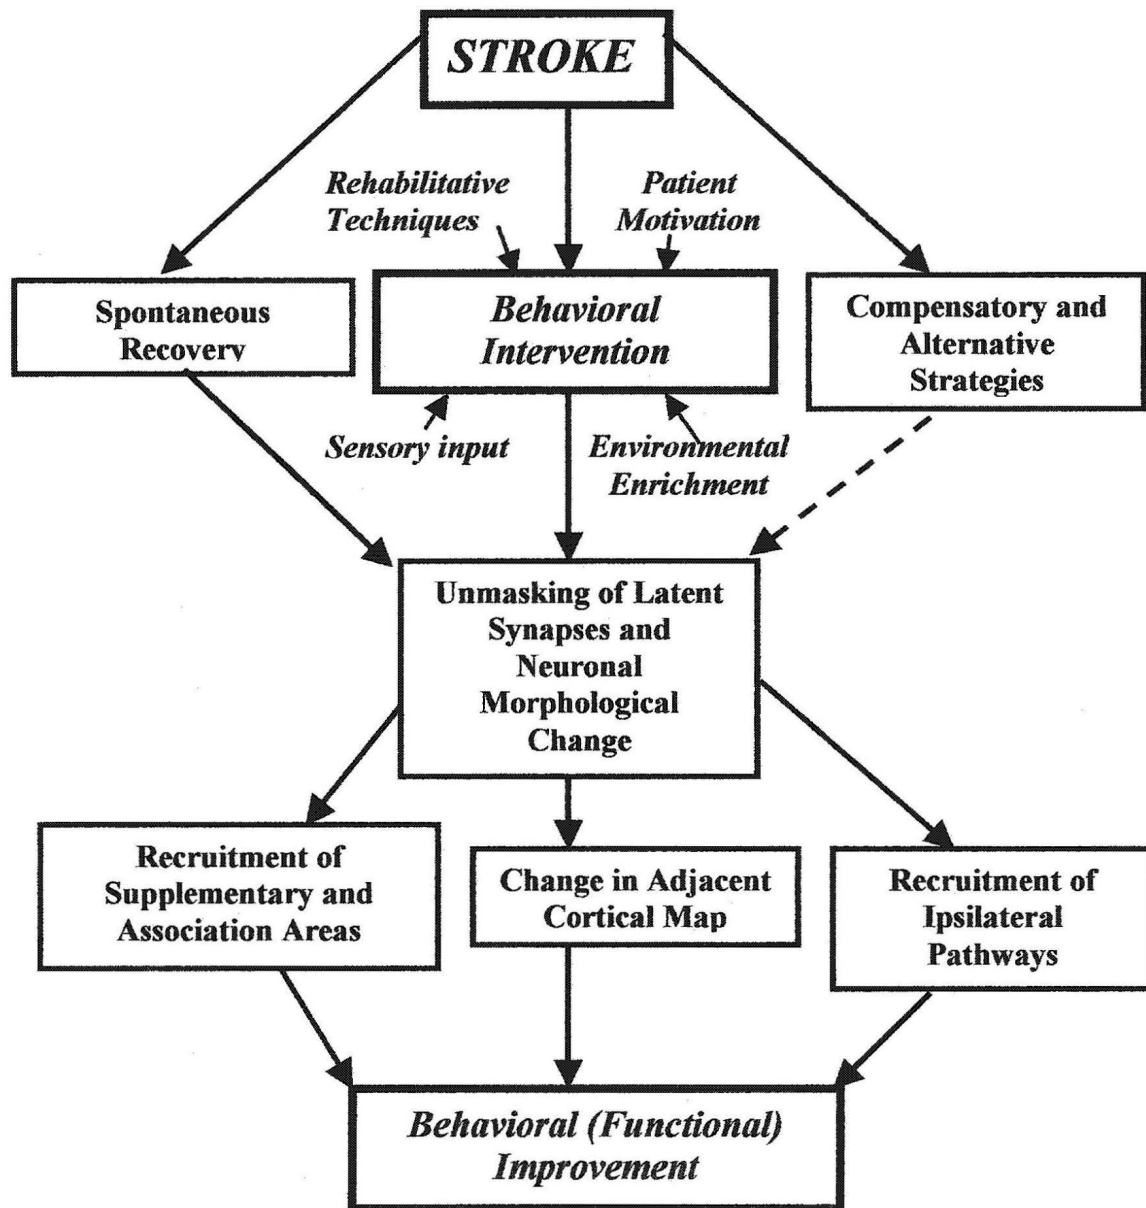 STROKE
Rehabilitative
Techniques
Patient
Motivation
Spontaneous
Recovery
Behavioral
Intervention
Compensatory and
Alternative
Strategies
Sensory input
Environmental
Enrichment
Unmasking of Latent
Synapses and
Neuronal
Morphological
Change
Recruitment of
Supplementary and
Association Areas
Change in Adjacent
Cortical Map
Recruitment of
Ipsilateral
Pathways
Behavioral (Functional)
Improvement